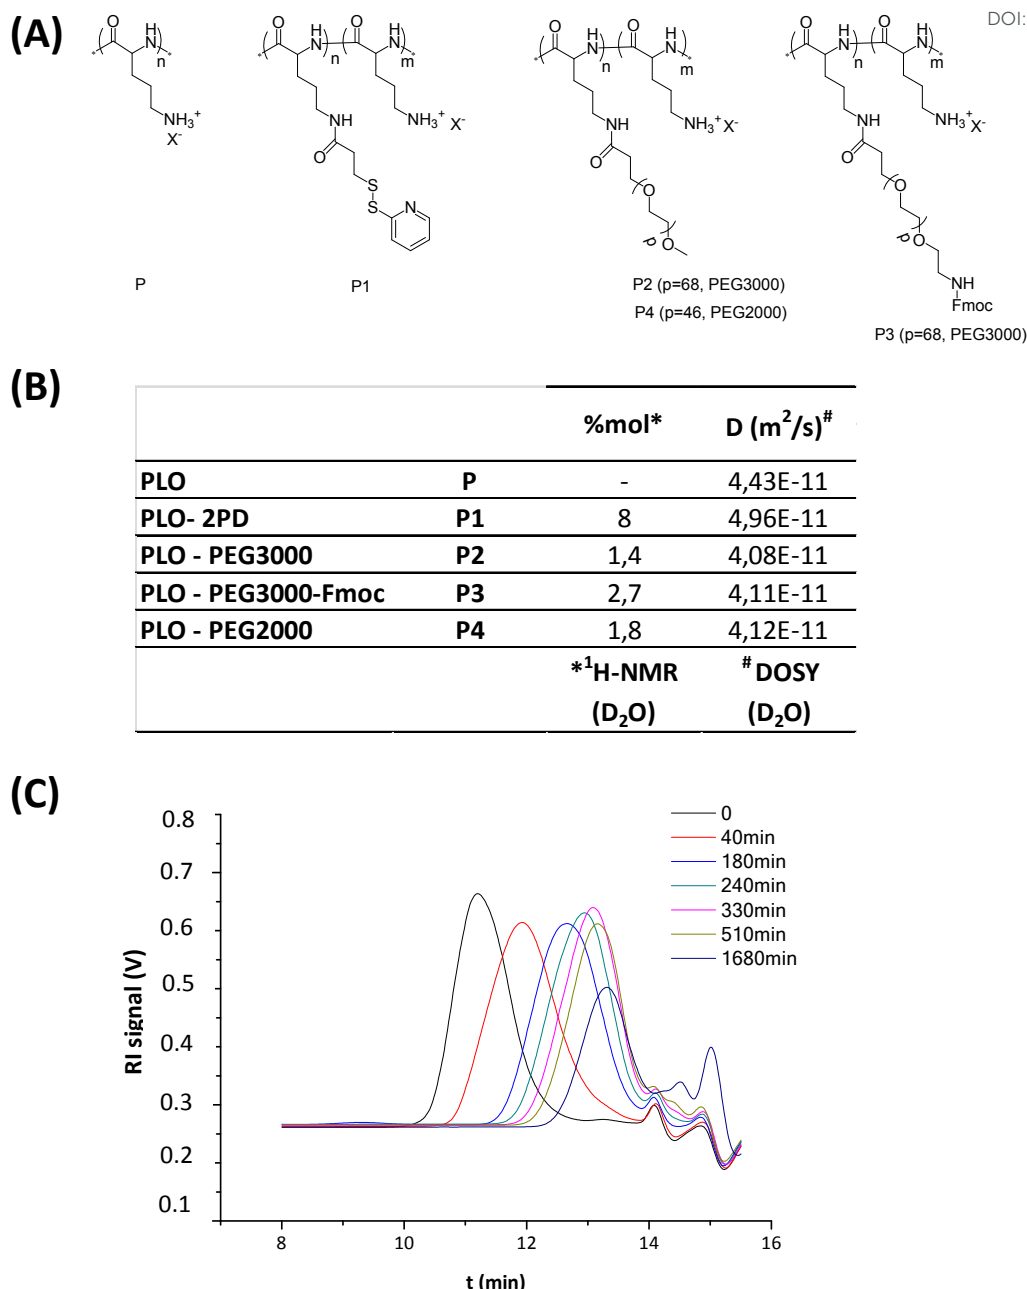 (A)
DOI:
O H N * * n NH3+ X-
P
O H N * n O H N * m NH NH3+ X- O S S N
P1
O H N * n O H N * m NH NH3+ X- O O p O
P2 (p=68, PEG3000)
P4 (p=46, PEG2000)
O H N * n O H N * m NH NH3+ X- O O p O NH Fmoc
P3 (p=68, PEG3000)
(B)
%mol* D (m2/s)#
PLO P - 4,43E-11
PLO- 2PD P1 8 4,96E-11
PLO - PEG3000 P2 1,4 4,08E-11
PLO - PEG3000-Fmoc P3 2,7 4,11E-11
PLO - PEG2000 P4 1,8 4,12E-11
*1H-NMR # DOSY
(D2O) (D2O)
(C)
0.8
0.7
0.6
0.5
0.4
0.3
0.2
0.1
RI signal (V)
0
40min
180min
240min
330min
510min
1680min
8 10 12 14 16
t (min)